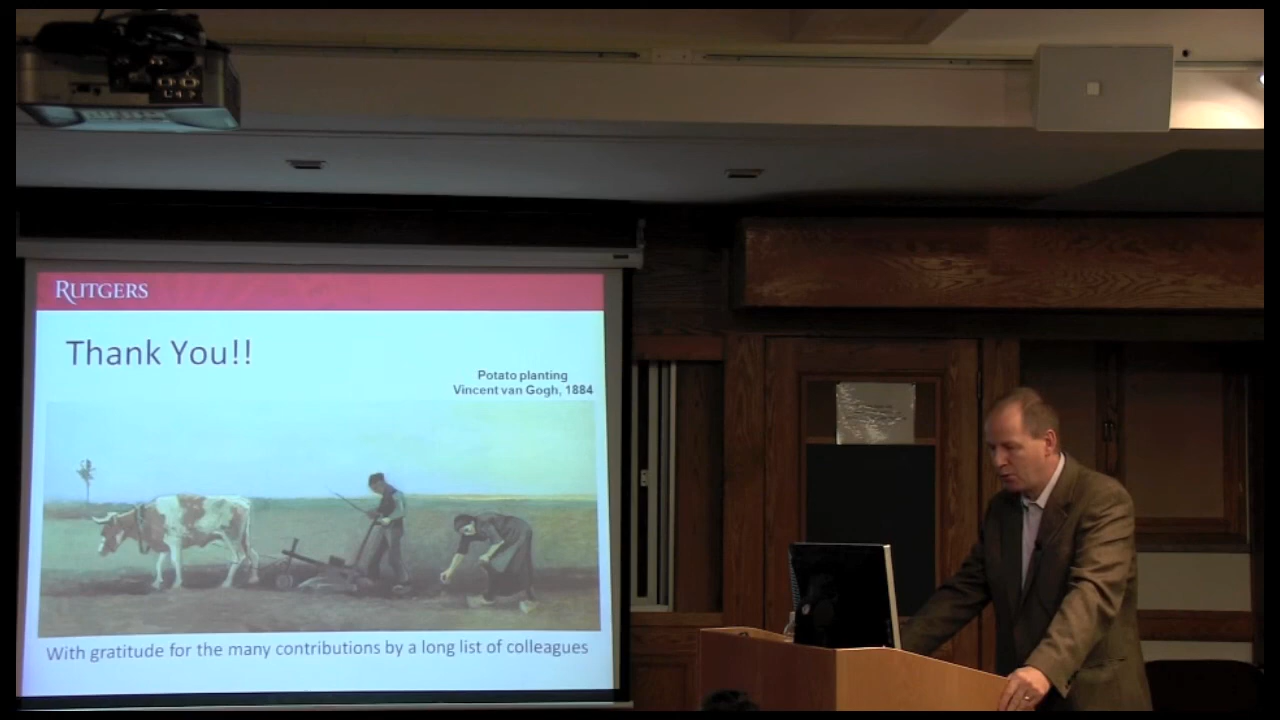 RUTGERS
Thank You!!
Potato planting
Vincent van Gogh, 1884
With gratitude for the many contributions by a long list of colleagues